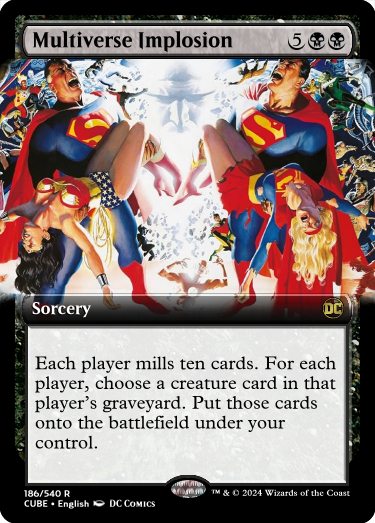 Multiverse Implosion 5
Sorcery
DC
Each player mills ten cards. For each
player, choose a creature card in that
player's graveyard. Put those cards
onto the battlefield under your
control.
186/540 R
CUBE • English DC Comics
™ & © 2024 Wizards of the Coast